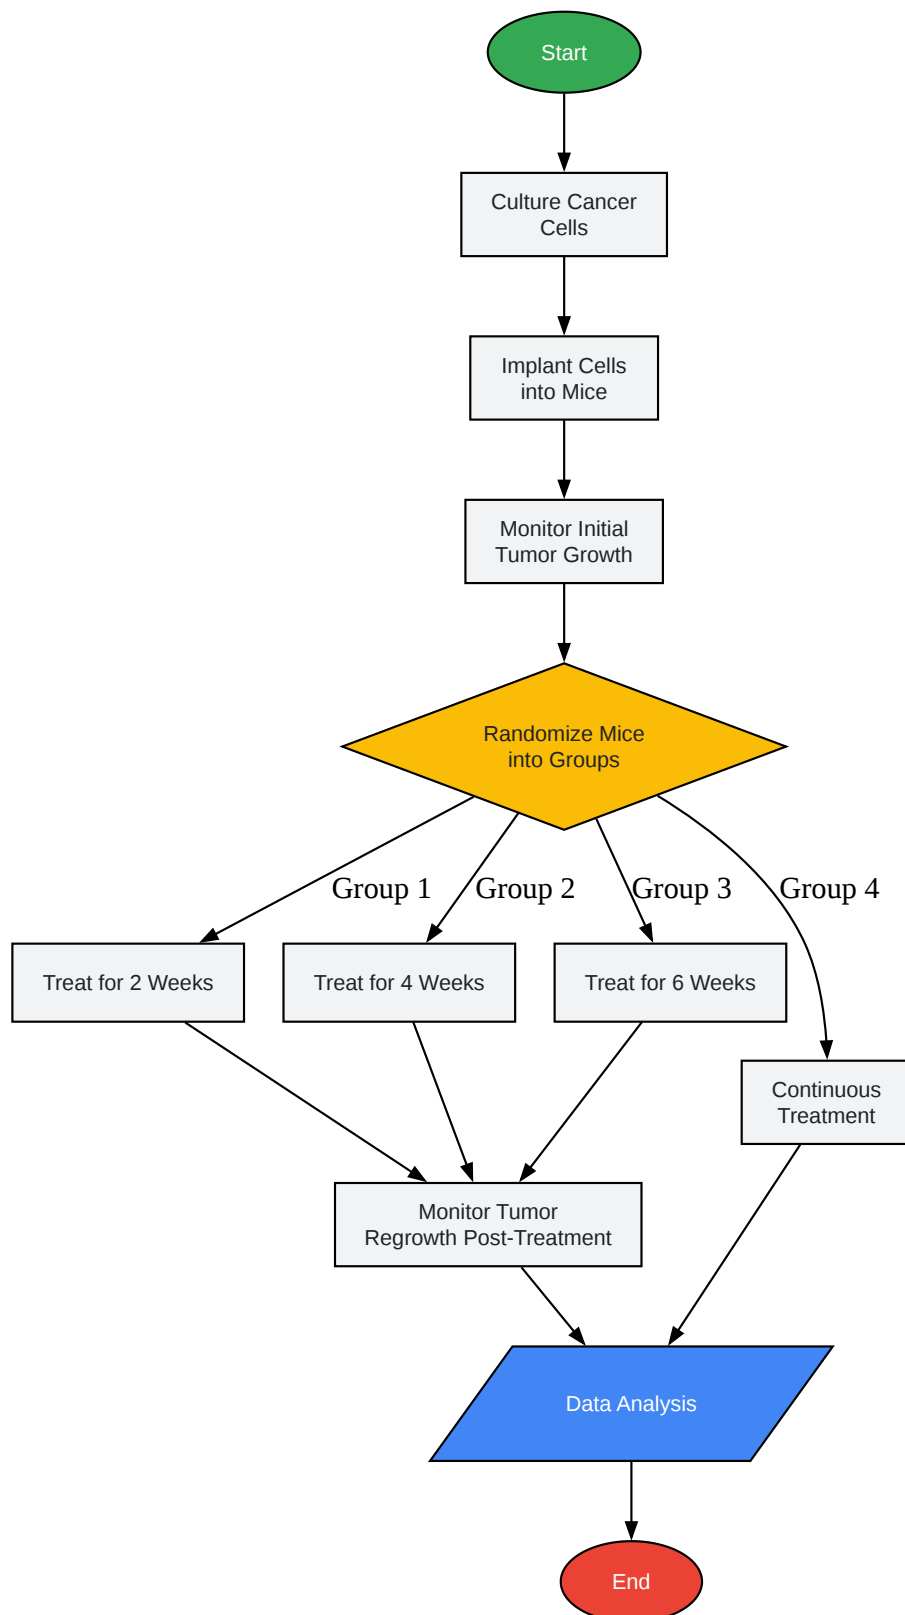 Start
Culture Cancer
Cells
Implant Cells
into Mice
Monitor Initial
Tumor Growth
Randomize Mice
into Groups
Group 1
Group 2
Group 3
Group 4
Treat for 2 Weeks
Treat for 4 Weeks
Treat for 6 Weeks
Continuous
Treatment
Monitor Tumor
Regrowth Post-Treatment
Data Analysis
End